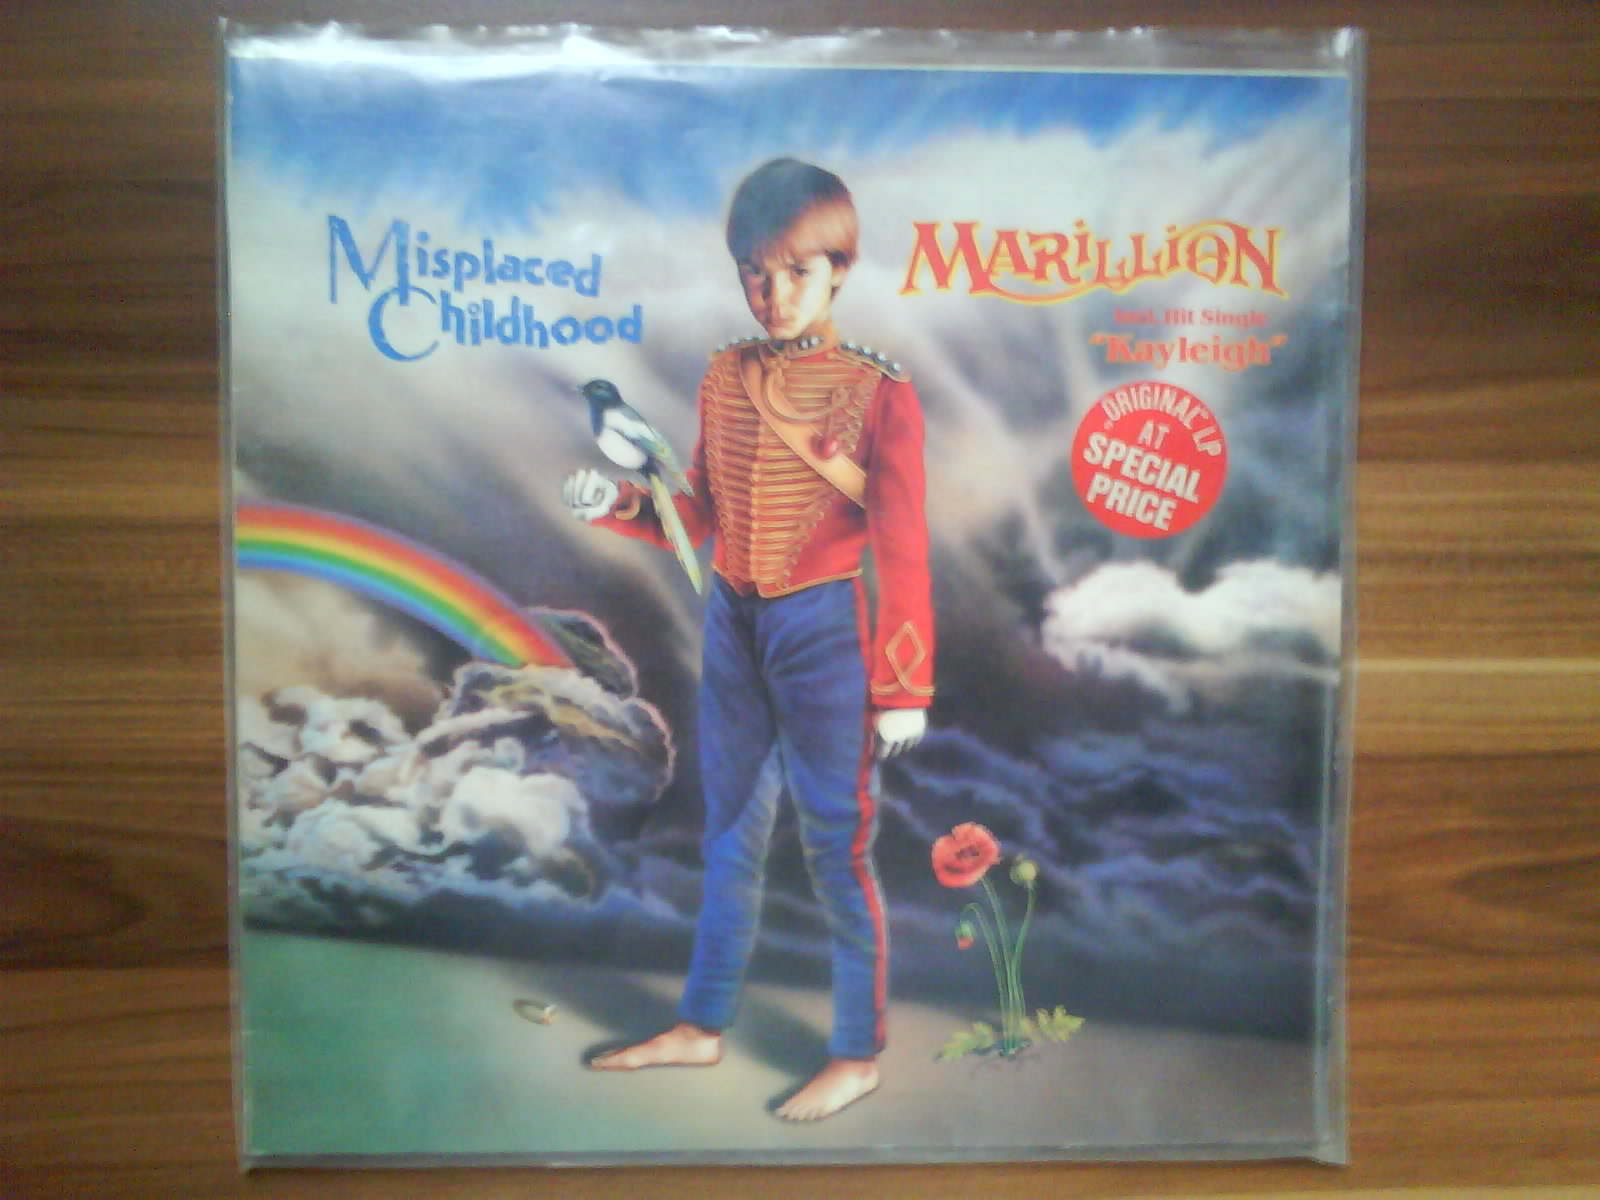 Misplaced
Childhood
MARILLION
Incl. Hit Single
"Kayleigh"
„ORIGINAL" LP
AT
SPECIAL
PRICE